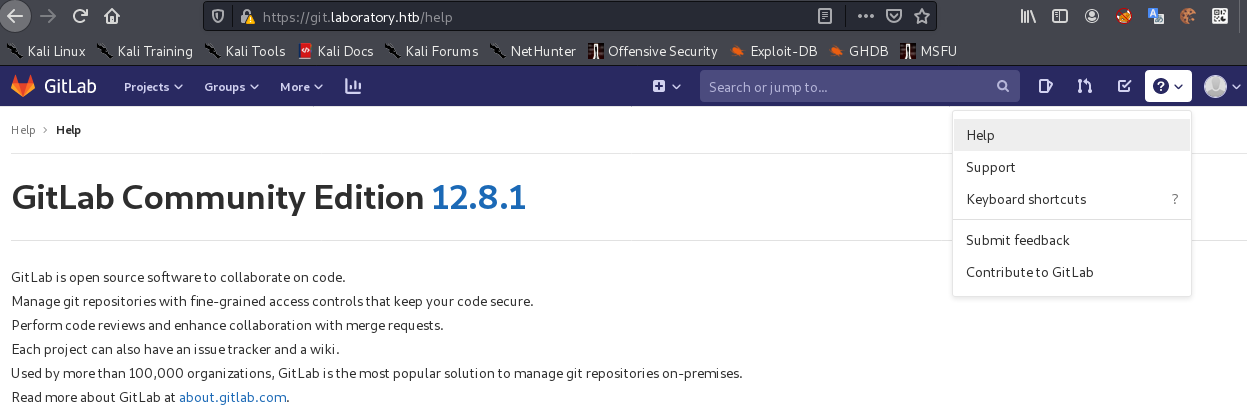 https://git.laboratory.htb/help
Kali Linux Kali Training Kali Tools Kali Docs Kali Forums NetHunter Offensive Security Exploit-DB GHDB MSFU
GitLab Projects Groups More Search or jump to...
Help > Help
Help
Support
Keyboard shortcuts ?
Submit feedback
Contribute to GitLab
GitLab Community Edition 12.8.1
GitLab is open source software to collaborate on code.
Manage git repositories with fine-grained access controls that keep your code secure.
Perform code reviews and enhance collaboration with merge requests.
Each project can also have an issue tracker and a wiki.
Used by more than 100,000 organizations, GitLab is the most popular solution to manage git repositories on-premises.
Read more about GitLab at about.gitlab.com.